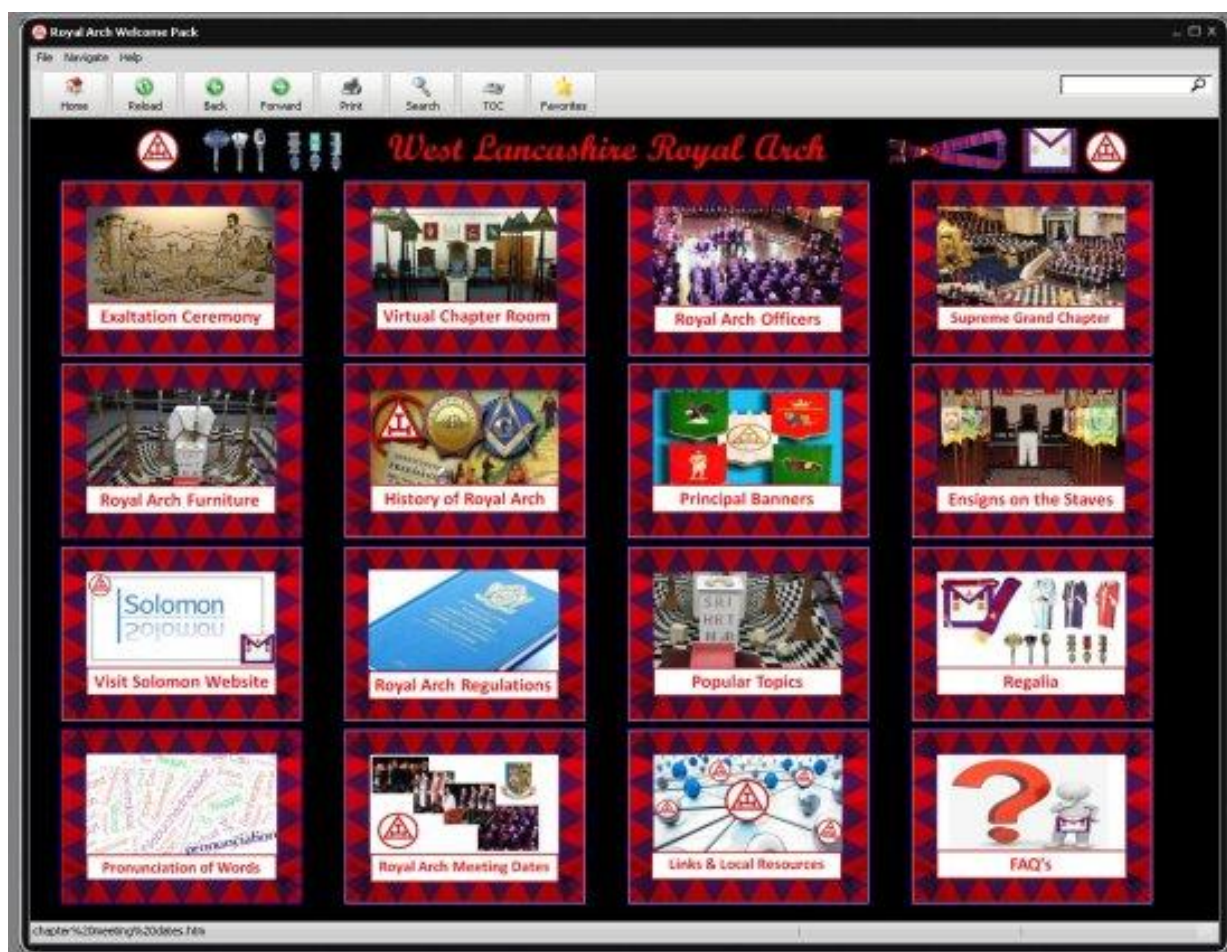 Royal Arch Welcome Pack
File Navigate Help
Home Reload Back Forward Print Search TOC Favorites
West Lancashire Royal Arch
Exaltation Ceremony
Virtual Chapter Room
Royal Arch Officers
Supreme Grand Chapter
Royal Arch Furniture
History of Royal Arch
Principal Banners
Ensigns on the Staves
Solomon
Visit Solomon Website
Royal Arch Regulations
Popular Topics
Regalia
pronunciation
Pronunciation of Words
Royal Arch Meeting Dates
Links & Local Resources
FAQ's
chapter%20meeting%20dates.htm